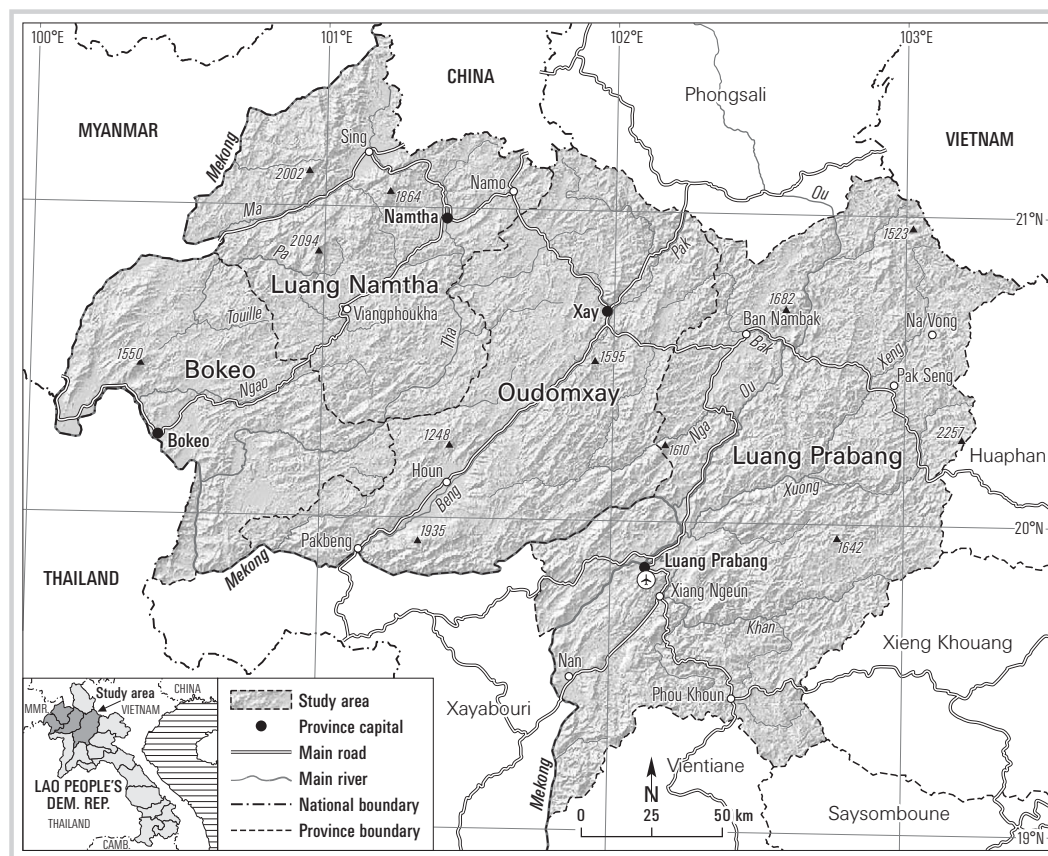 100°E
101°E
102°E
103°E
CHINA
Phongsali
MYANMAR
VIETNAM
Mekong
Sing
2002
1864
Namo
Ou
Ma
Namtha
21°N
1523
2094
Pa
Pak
Luang Namtha
1682
Touille
Viangphoukha
Xay
Ban Nambak
Na Vong
Tha
Bak
Xeng
1550
Bokeo
1595
Ngao
Oudomxay
Ou
Pak Seng
Bokeo
1248
Nga
1610
Luang Prabang
2257
Huaphan
Houn
Beng
Xuong
1935
20°N
Pakbeng
1642
THAILAND
Mekong
Luang Prabang
Xiang Ngeun
Khan
Xieng Khouang
Nan
Xayabouri
Phou Khoun
Mekong
N
Vientiane
0 25 50 km
Saysomboune
19°N
CHINA
Study area
MMR.
VIETNAM
LAO PEOPLE'S
DEM. REP.
THAILAND
CAMB.
Study area
Province capital
Main road
Main river
National boundary
Province boundary